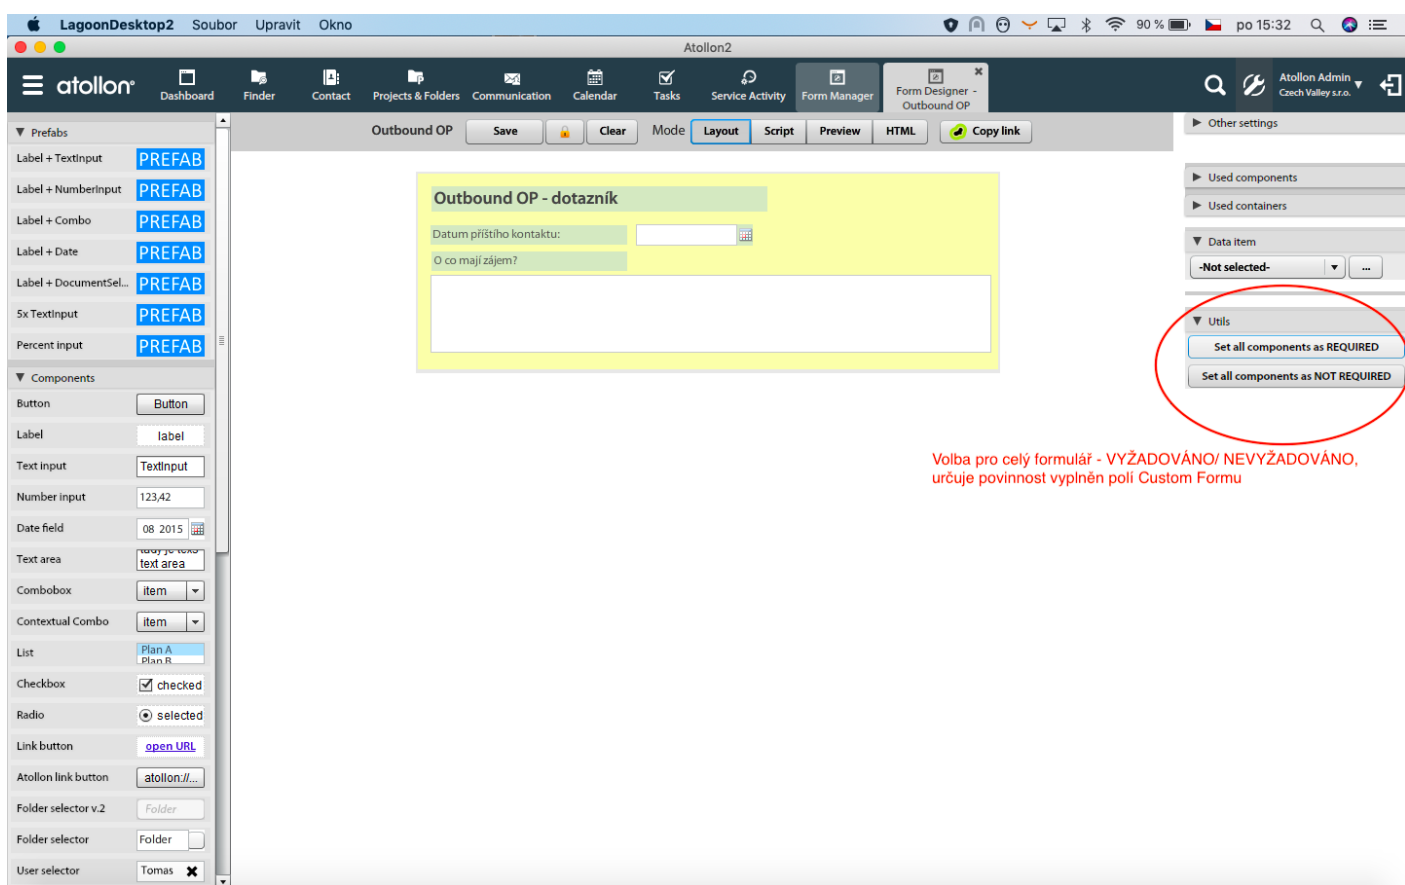 LagoonDesktop2 Soubor Upravit Okno 90 % po 15:32
Atollon2
atollon
Dashboard Finder Contact Projects & Folders Communication Calendar Tasks Service Activity Form Manager Form Designer - Outbound OP
Atollon Admin
Czech Valley s.r.o.
Outbound OP Save Clear Mode Layout Script Preview HTML Copy link
Prefabs
Label + TextInput PREFAB
Label + NumberInput PREFAB
Label + Combo PREFAB
Label + Date PREFAB
Label + DocumentSel... PREFAB
5x TextInput PREFAB
Percent input PREFAB
Components
Button Button
Label label
Text input TextInput
Number input 123,42
Date field 08 2015
Text area text area
Combobox item
Contextual Combo item
List Plan A
Plan B
Checkbox checked
Radio selected
Link button open URL
Atollon link button atollon://...
Folder selector v.2 Folder
Folder selector Folder
User selector Tomas
Outbound OP - dotazník
Datum příštího kontaktu:
O co mají zájem?
Other settings
Used components
Used containers
Data item
-Not selected- ...
Utils
Set all components as REQUIRED
Set all components as NOT REQUIRED
Volba pro celý formulář - VYŽADOVÁNO/ NEVYŽADOVÁNO,
určuje povinnost vyplněn polí Custom Formu